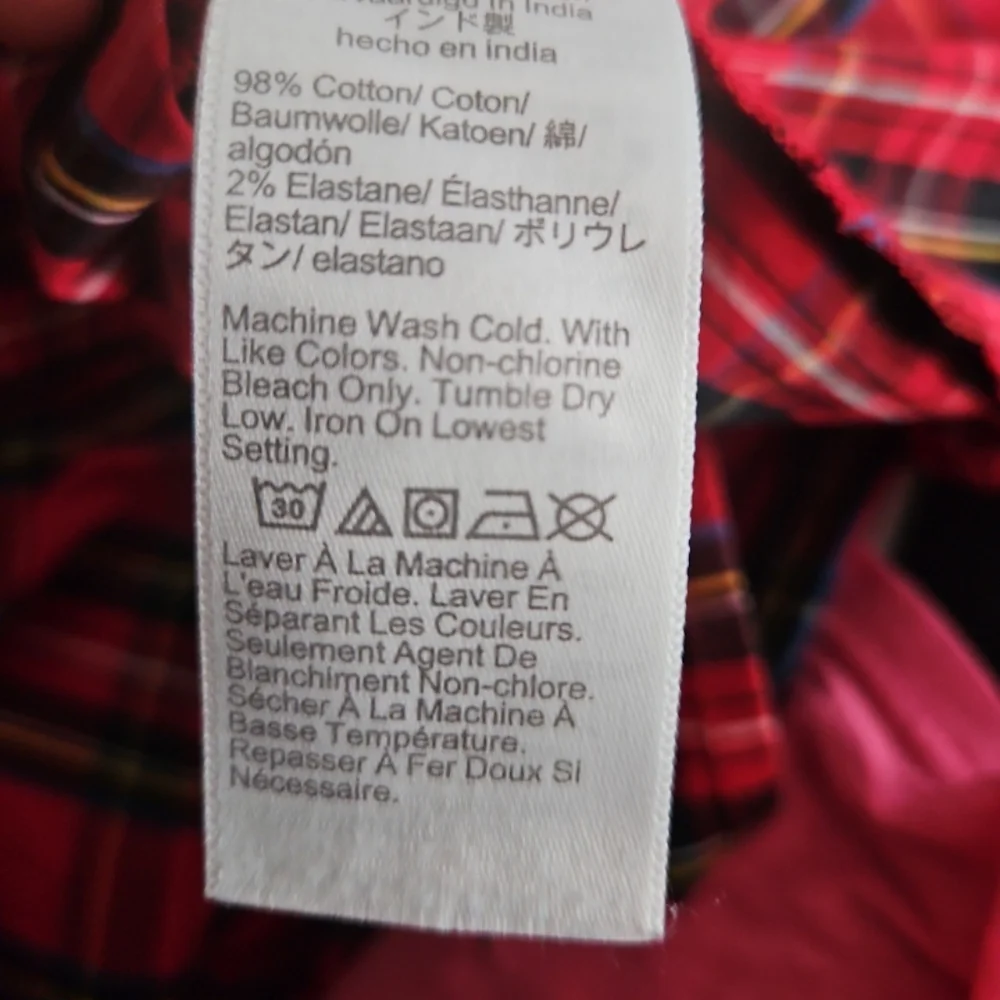 in India
インド製
hecho en india
98% Cotton/ Coton/
Baumwolle/ Katoen/ 綿/
algodón
2% Elastane/ Élasthanne/
Elastan/ Elastaan/ ポリウレ
タン/ elastano
Machine Wash Cold. With
Like Colors. Non-chlorine
Bleach Only. Tumble Dry
Low. Iron On Lowest
Setting.
30
Laver À La Machine À
L'eau Froide. Laver En
Séparant Les Couleurs.
Seulement Agent De
Blanchiment Non-chlore.
Sécher À La Machine À
Basse Température.
Repasser À Fer Doux Si
Nécessaire.